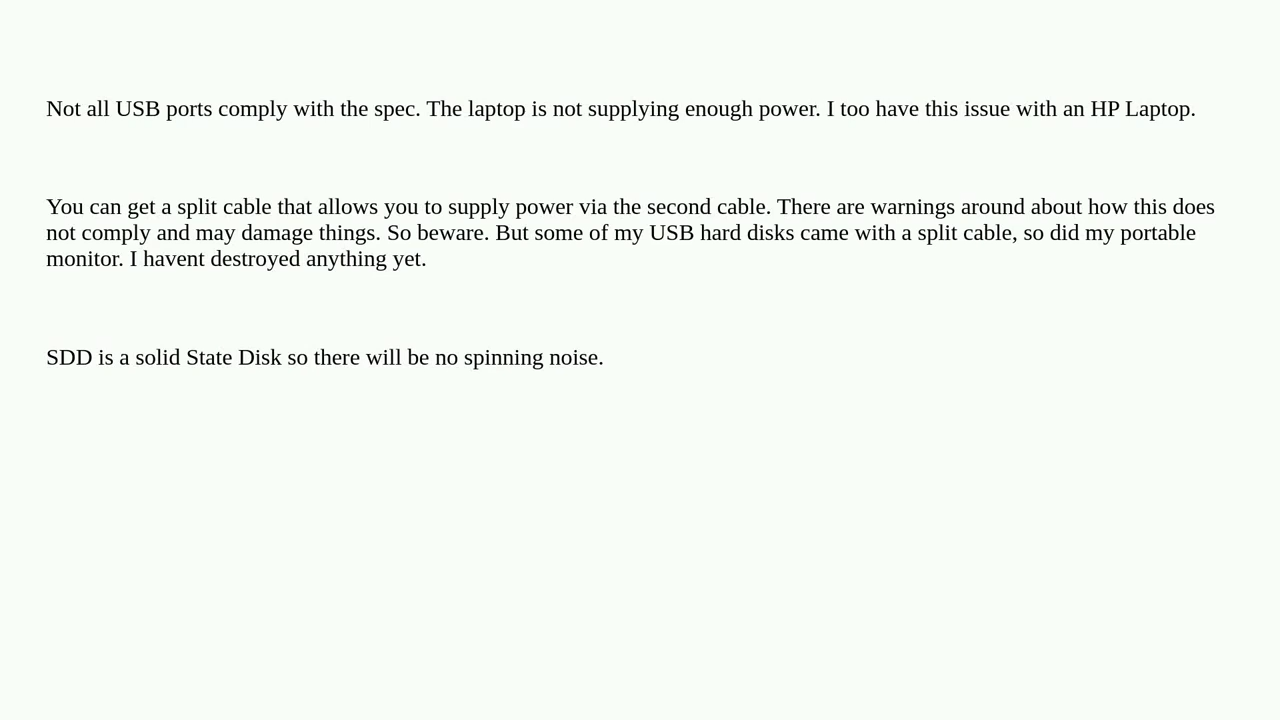 Not all USB ports comply with the spec. The laptop is not supplying enough power. I too have this issue with an HP Laptop.
You can get a split cable that allows you to supply power via the second cable. There are warnings around about how this does
not comply and may damage things. So beware. But some of my USB hard disks came with a split cable, so did my portable
monitor. I havent destroyed anything yet.
SDD is a solid State Disk so there will be no spinning noise.